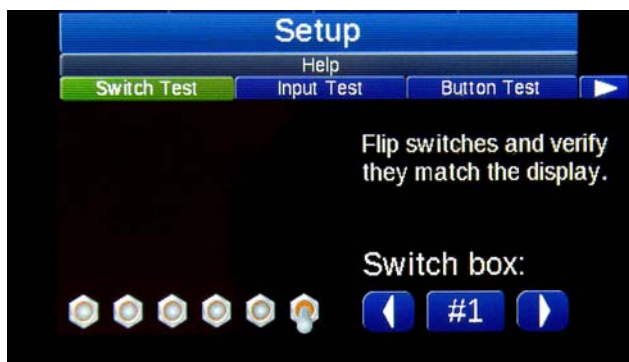 Setup
Help
Switch Test
Input Test
Button Test
Flip switches and verify
they match the display.
Switch box:
#1